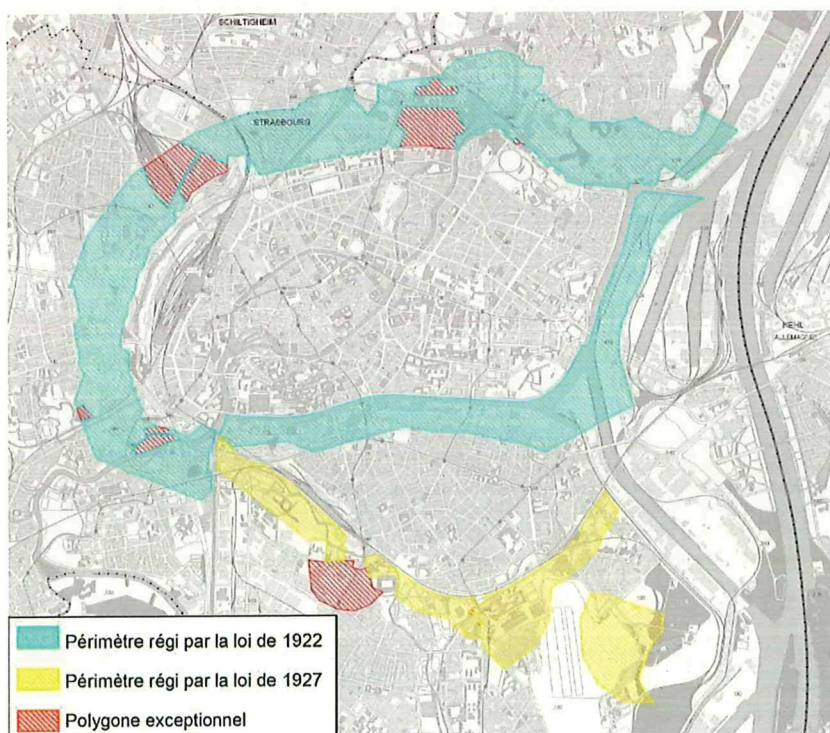 SCHILTIGHEIM
STRASBOURG
KEHL
ALLEMAGNE
Périmètre régi par la loi de 1922
Périmètre régi par la loi de 1927
Polygone exceptionnel